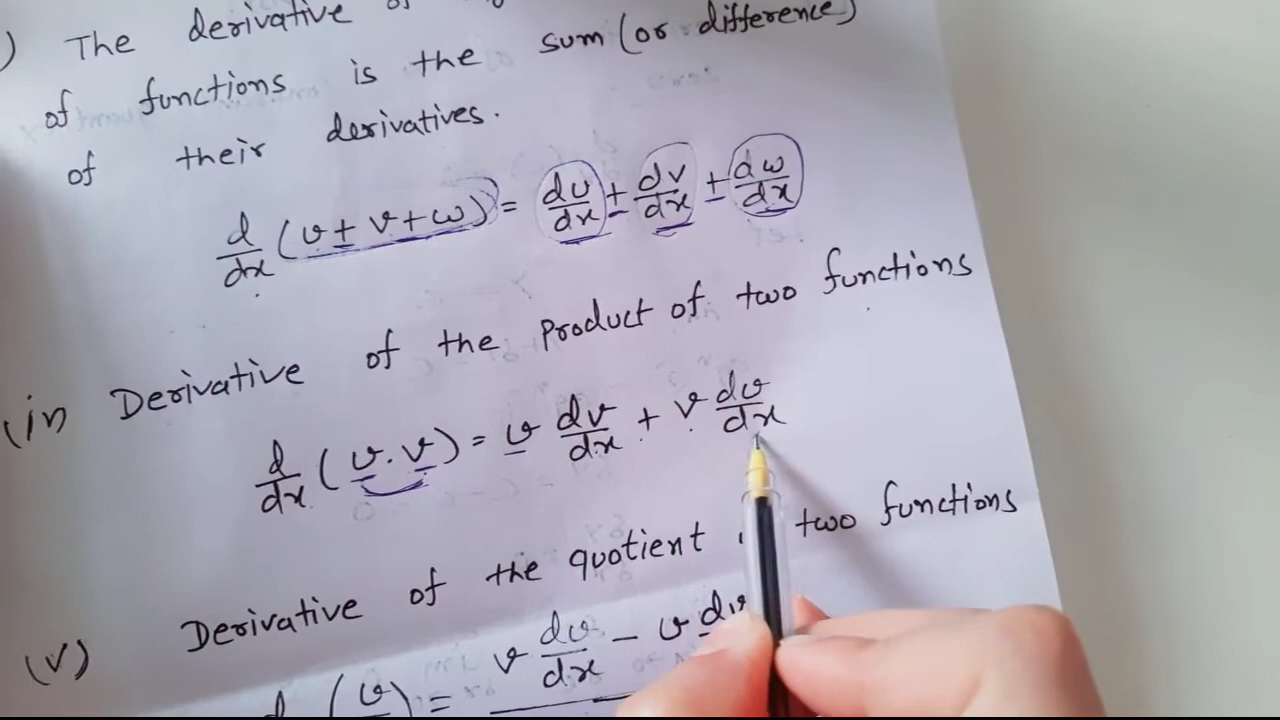 ) The derivative of
of functions is the sum (or difference)
of their derivatives.
d/dx (u ± v ± w) = du/dx ± dv/dx ± dw/dx
(iv) Derivative of the product of two functions
d/dx (u . v) = u dv/dx + v du/dx
(v) Derivative of the quotient two functions
d (u/ ) = v du/dx - u dv